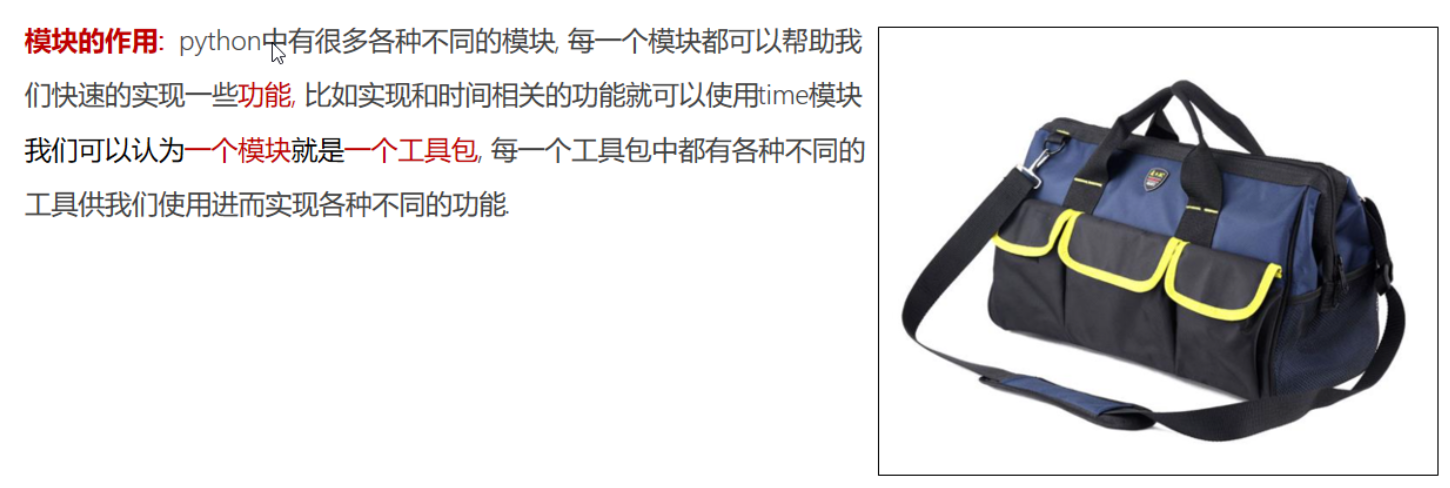 模块的作用: python中有很多各种不同的模块, 每一个模块都可以帮助我
们快速的实现一些功能, 比如实现和时间相关的功能就可以使用time模块
我们可以认为一个模块就是一个工具包, 每一个工具包中都有各种不同的
工具供我们使用进而实现各种不同的功能.